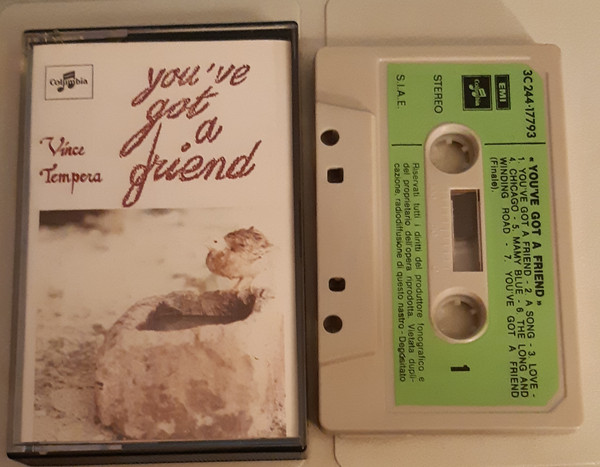 Columbia
you've
got
a
friend
Vince
Tempera
3C 244-17793
EMI
Columbia
STEREO
S.I.A.E.
« YOU'VE GOT A FRIEND»
1. YOU'VE GOT A FRIEND - 2. A SONG - 3. LOVE -
4. CHICAGO - 5. MAMY BLUE - 6 THE LONG AND
WINDING ROAD - 7. YOU'VE GOT A FRIEND
(Finale).
Riservati tutti i diritti del produttore fonografico e
del proprietario dell'opera riprodotta. Vietata dupli-
cazione, radiodiffusione di questo nastro - Depositato
1